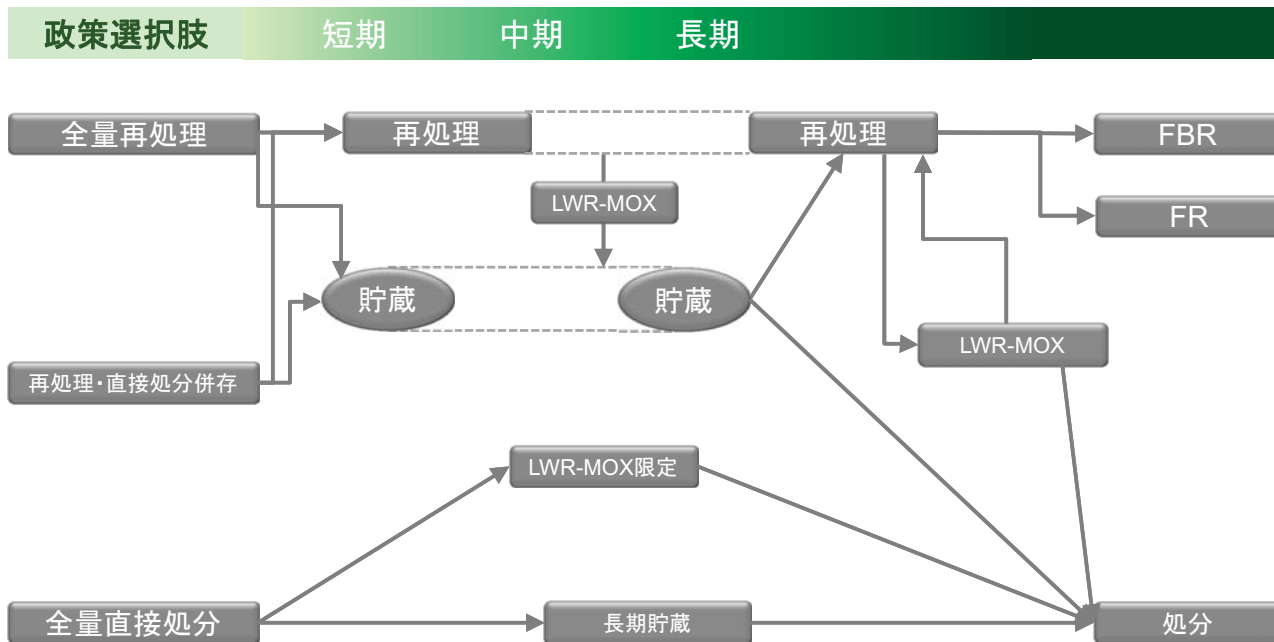 政策選択肢 短期 中期 長期
全量再処理 再処理 再処理 FBR
LWR-MOX FR
貯蔵 貯蔵
LWR-MOX
再処理・直接処分併存
LWR-MOX限定
全量直接処分 長期貯蔵 処分